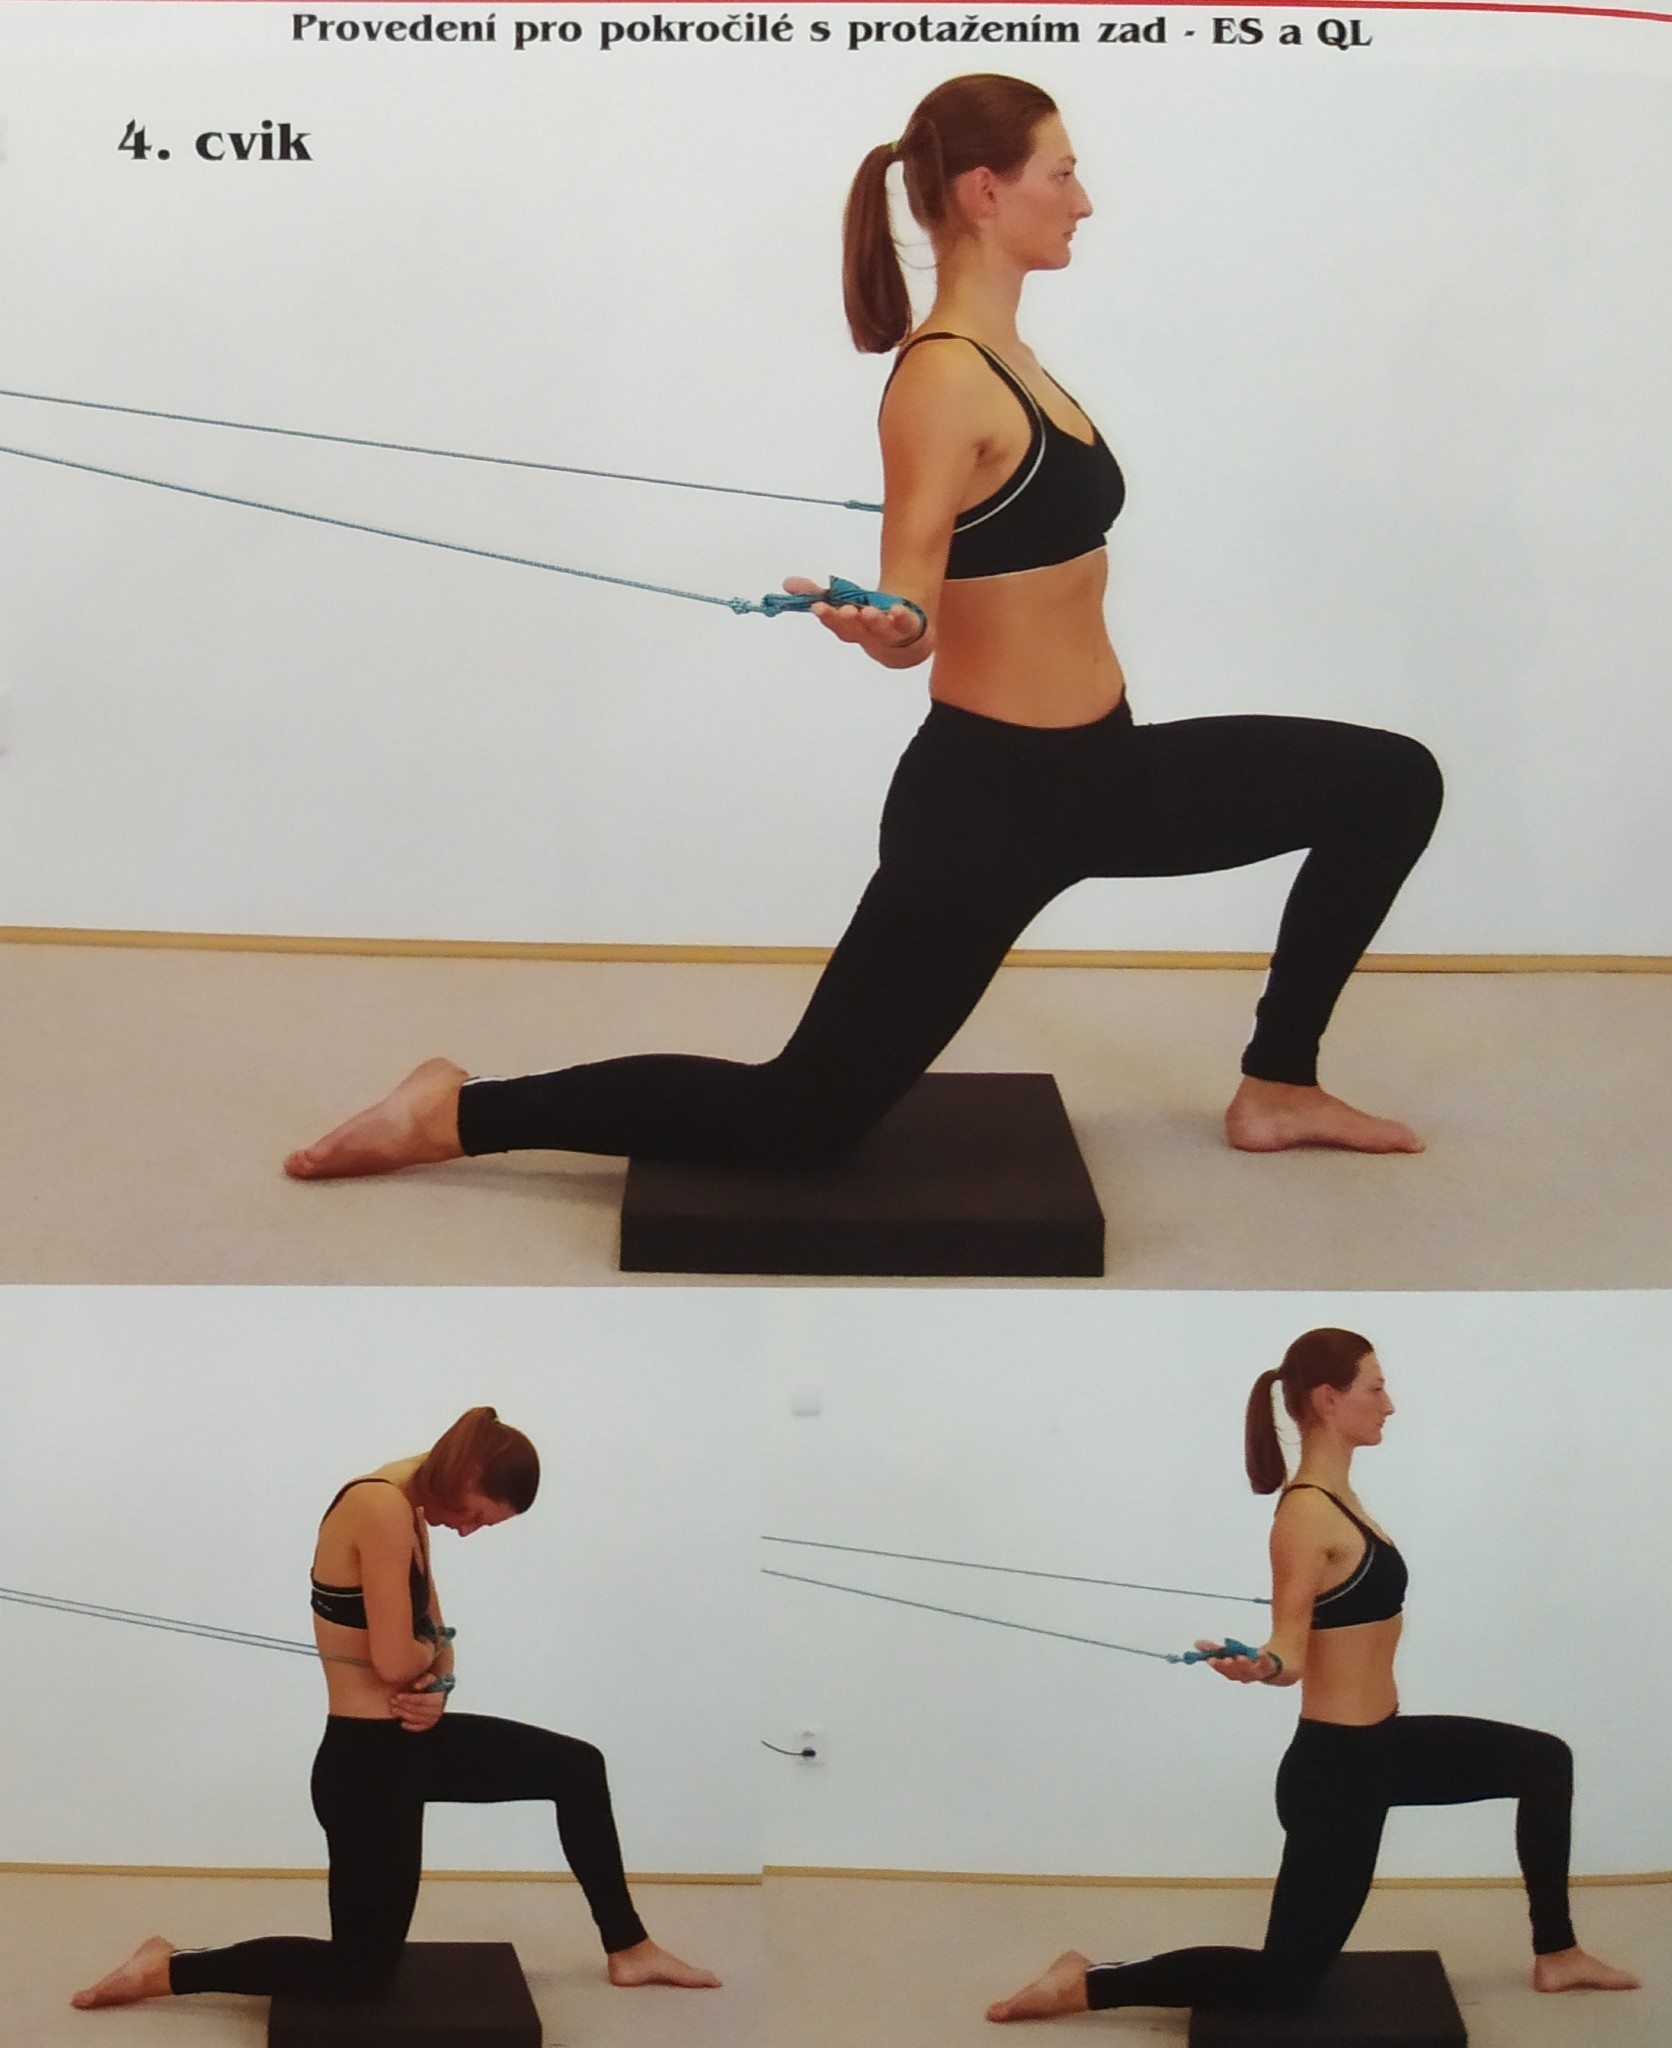 Provedení pro pokročilé s protažením zad - ES a QL
4. cvik